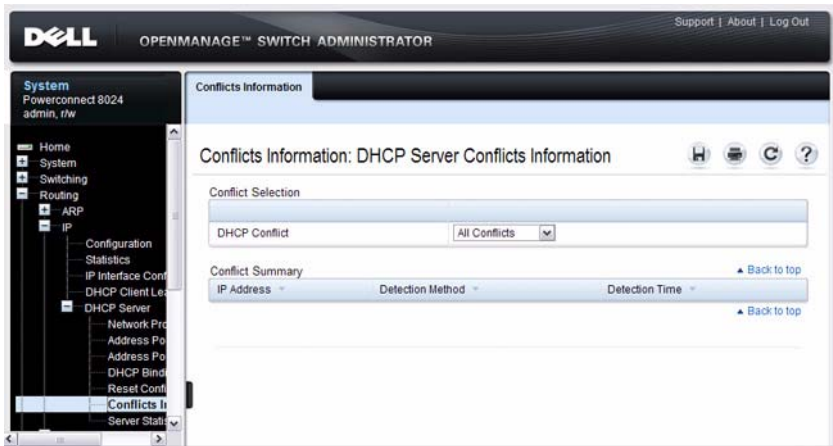 Support | About | Log Out
DELL
OPENMANAGE™ SWITCH ADMINISTRATOR
System
Powerconnect 8024
admin, r/w
Conflicts Information
Home
System
Switching
Routing
ARP
IP
Configuration
Statistics
IP Interface Conf
DHCP Client Lea
DHCP Server
Network Pro
Address Po
Address Po
DHCP Bindi
Reset Confi
Conflicts In
Server Statis
Conflicts Information: DHCP Server Conflicts Information
?
Conflict Selection
DHCP Conflict All Conflicts
Conflict Summary Back to top
IP Address Detection Method Detection Time
Back to top